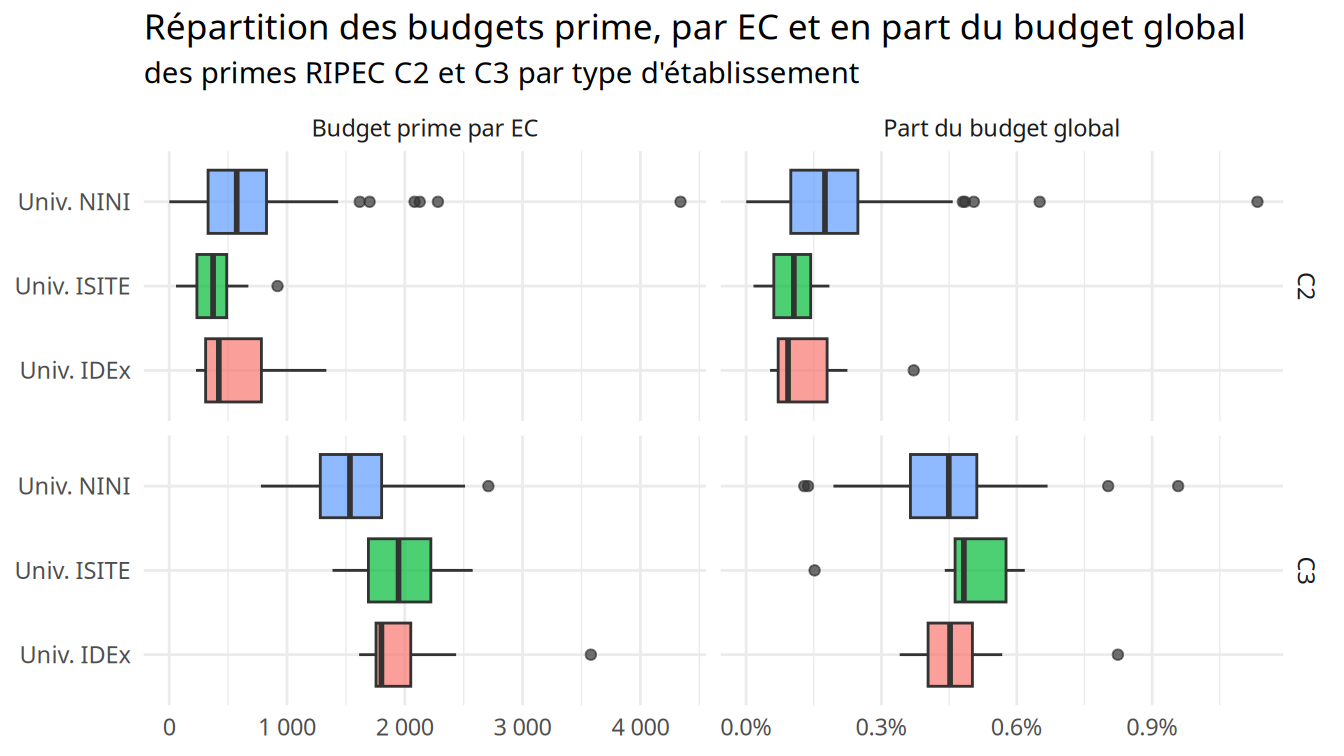 Répartition des budgets prime, par EC et en part du budget global
des primes RIPEC C2 et C3 par type d'établissement
Budget prime par EC
Part du budget global
Univ. NINI
Univ. ISITE
Univ. IDEx
C2
Univ. NINI
Univ. ISITE
Univ. IDEx
C3
0 1 000 2 000 3 000 4 000
0.0% 0.3% 0.6% 0.9%